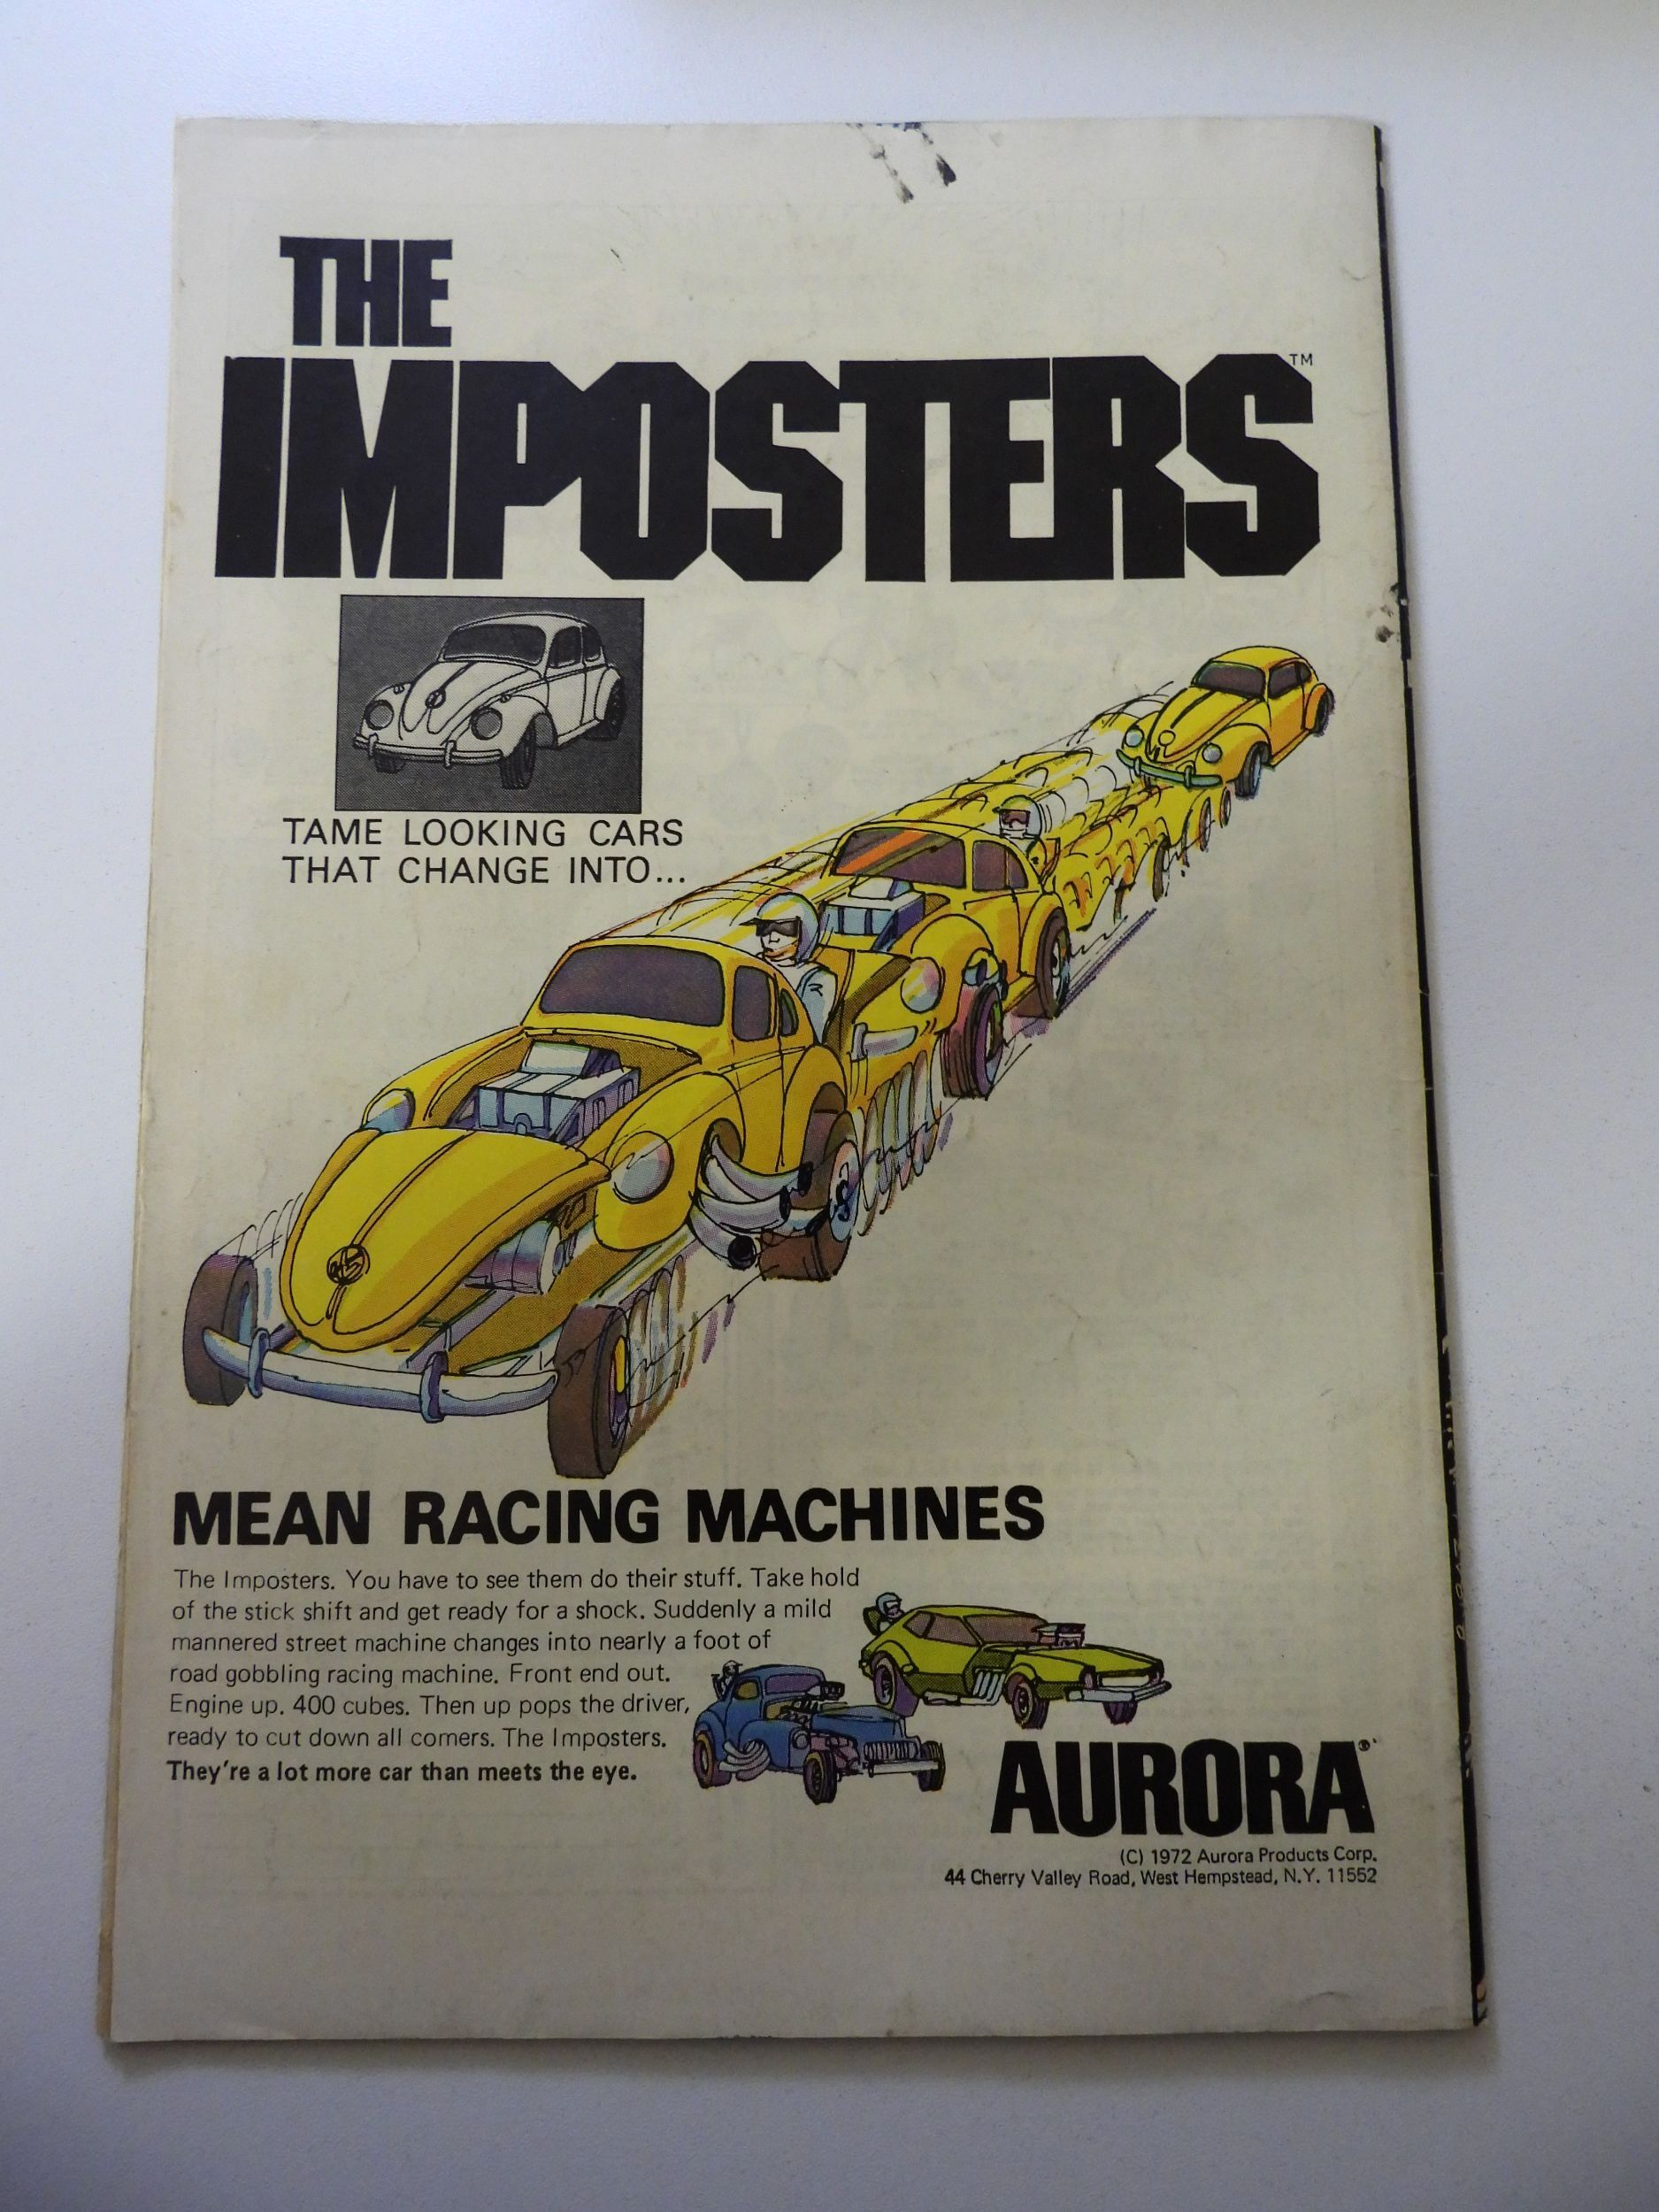 THE
IMPOSTERS™
TAME LOOKING CARS
THAT CHANGE INTO...
MEAN RACING MACHINES
The Imposters. You have to see them do their stuff. Take hold
of the stick shift and get ready for a shock. Suddenly a mild
mannered street machine changes into nearly a foot of
road gobbling racing machine. Front end out.
Engine up. 400 cubes. Then up pops the driver,
ready to cut down all comers. The Imposters.
They're a lot more car than meets the eye.
AURORA®
(C) 1972 Aurora Products Corp.
44 Cherry Valley Road, West Hempstead, N.Y. 11552